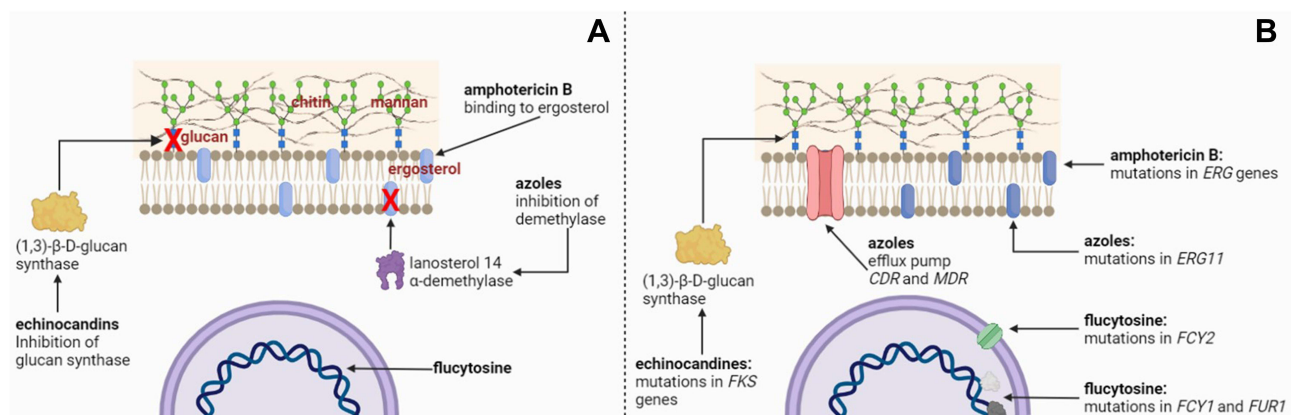 A
chitin
mannan
glucan
ergosterol
amphotericin B
binding to ergosterol
azoles
inhibition of
demethylase
(1,3)-β-D-glucan
synthase
lanosterol 14
α-demethylase
echinocandins
Inhibition of
glucan synthase
flucytosine
B
amphotericin B:
mutations in ERG genes
azoles
efflux pump
CDR and MDR
azoles:
mutations in ERG11
(1,3)-β-D-glucan
synthase
flucytosine:
mutations in FCY2
echinocandines:
mutations in FKS
genes
flucytosine:
mutations in FCY1 and FUR1